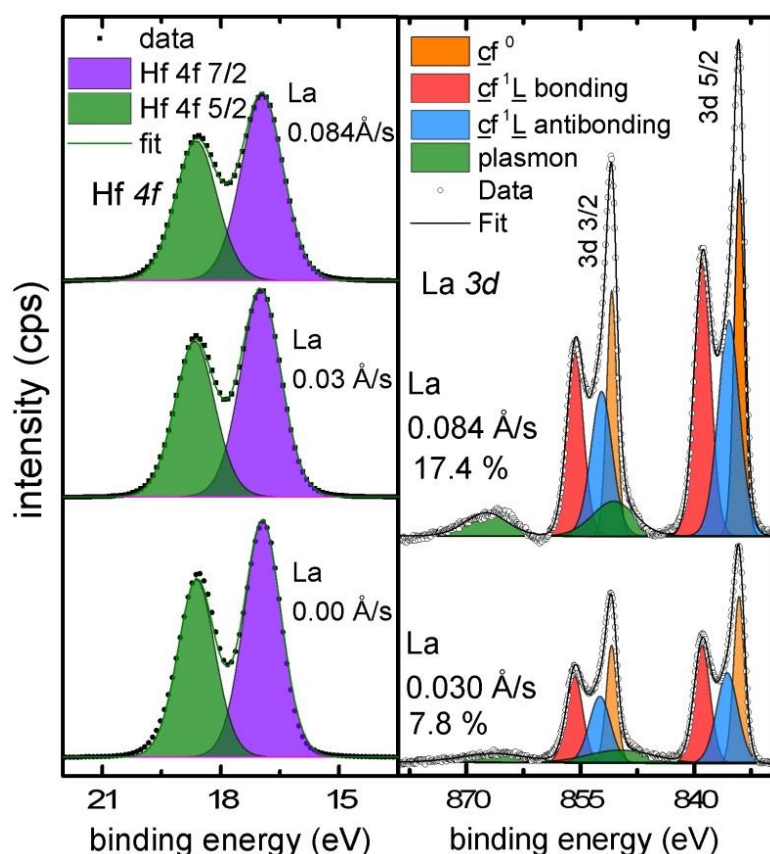 data
Hf 4f 7/2
Hf 4f 5/2
fit
Hf 4f
La
0.084Å/s
La
0.03 Å/s
La
0.00 Å/s
intensity (cps)
21
18
15
binding energy (eV)
cf 0
cf 1L bonding
cf 1L antibonding
plasmon
Data
Fit
3d 5/2
3d 3/2
La 3d
La
0.084 Å/s
17.4 %
La
0.030 Å/s
7.8 %
870
855
840
binding energy (eV)